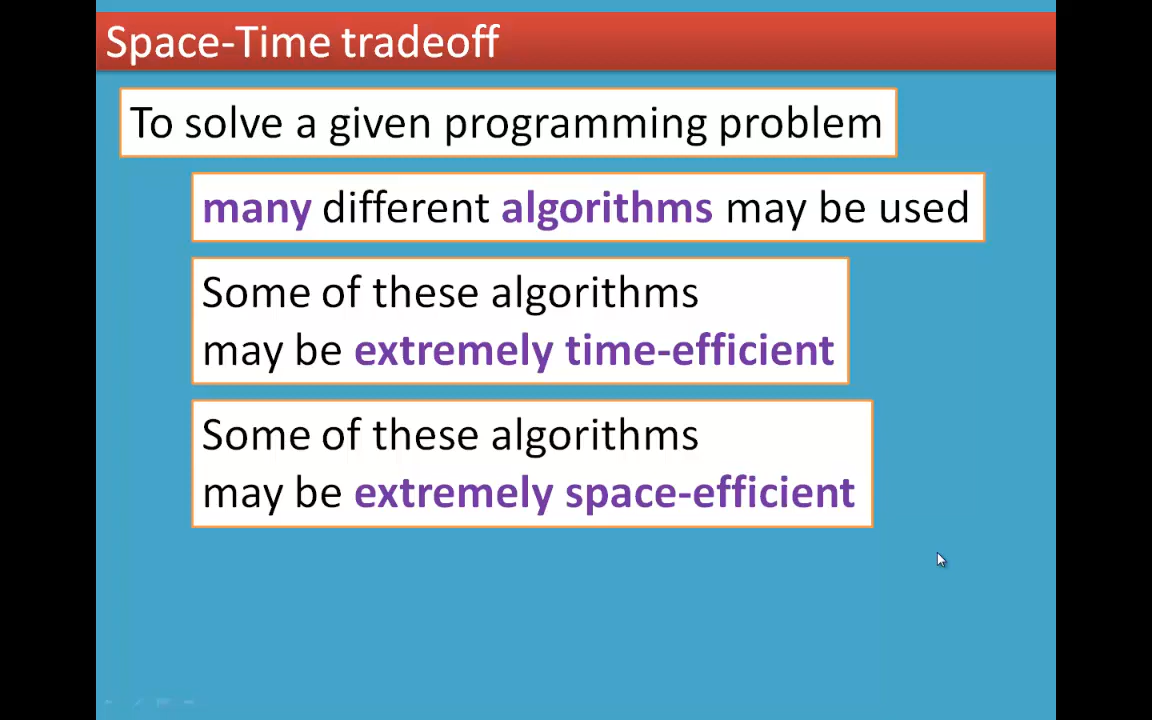 Space-Time tradeoff
To solve a given programming problem
many different algorithms may be used
Some of these algorithms
may be extremely time-efficient
Some of these algorithms
may be extremely space-efficient